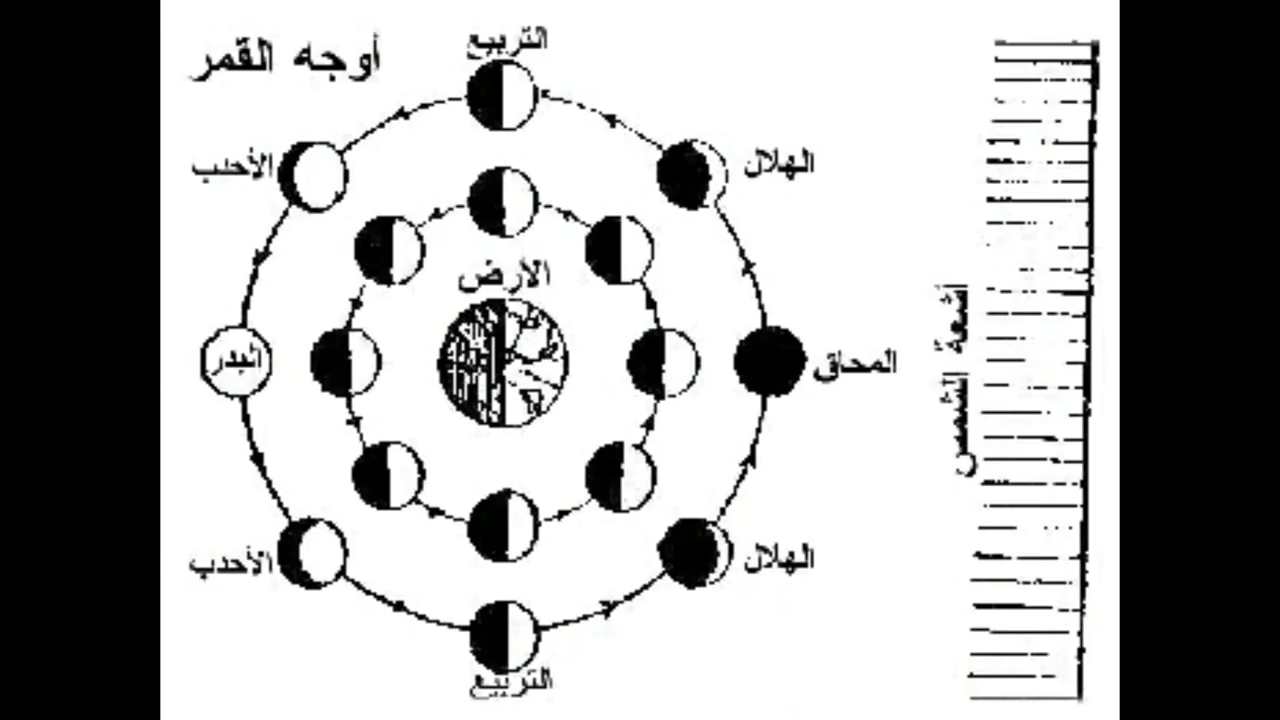 أوجه القمر
التربيع
الهلال
الأحدب
الأرض
البدر
المحاق
أشعة الشمس
الأحدب
الهلال
التربيع